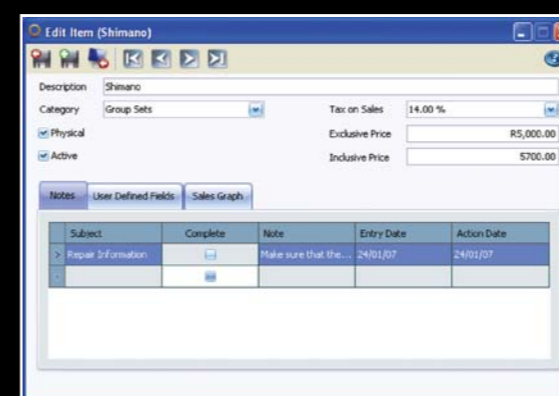 Edit Item (Shimano)
Description Shimano
Category Group Sets Tax on Sales 14.00 %
Physical Exclusive Price R5,000.00
Active Inclusive Price 5700.00
Notes User Defined Fields Sales Graph
Subject Complete Note Entry Date Action Date
> Repair Information Make sure that the... 24/01/07 24/01/07